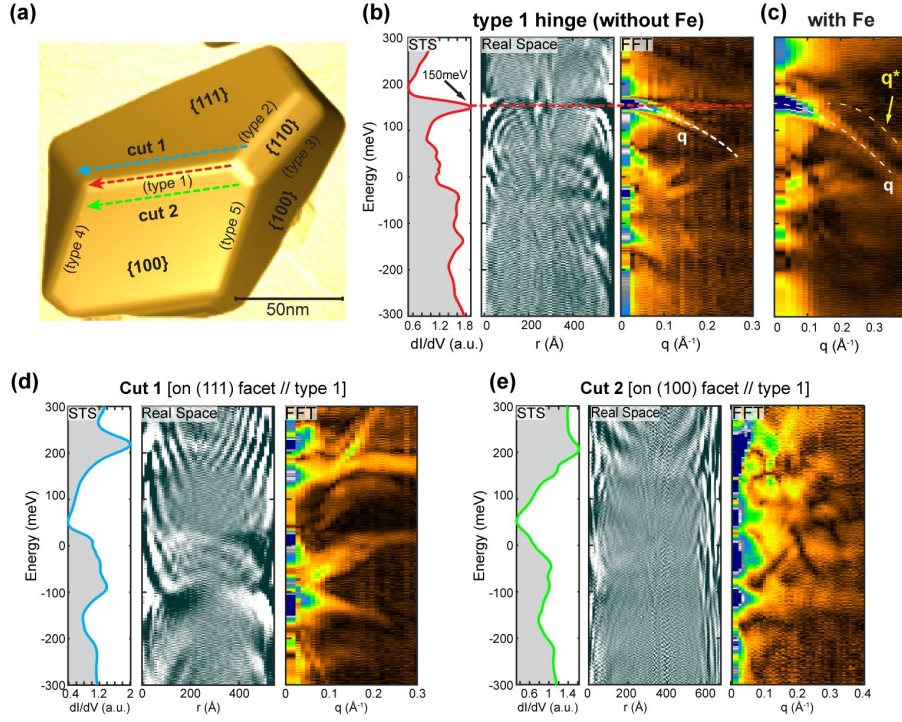 (a)
{111}
(type 2)
{110}
cut 1
(type 3)
(type 1)
{100}
cut 2
(type 4)
(type 5)
{100}
50nm
(b)
type 1 hinge (without Fe)
STS
Real Space
FFT
300
200
100
0
-100
-200
-300
Energy (meV)
150meV
q
0.6 1.2 1.8
dI/dV (a.u.)
0 200 400
r (Å)
0 0.1 0.2 0.3
q (Å⁻¹)
(c)
with Fe
q*
q
0 0.1 0.2 0.3
q (Å⁻¹)
(d)
Cut 1 [on (111) facet // type 1]
STS
Real Space
FFT
300
200
100
0
-100
-200
-300
Energy (meV)
0.4 1.2 2
dI/dV (a.u.)
0 200 400
r (Å)
0 0.1 0.2 0.3
q (Å⁻¹)
(e)
Cut 2 [on (100) facet // type 1]
STS
Real Space
FFT
300
200
100
0
-100
-200
-300
Energy (meV)
0.6 1.4
dI/dV (a.u.)
0 200 400 600
r (Å)
0 0.1 0.2 0.3 0.4
q (Å⁻¹)